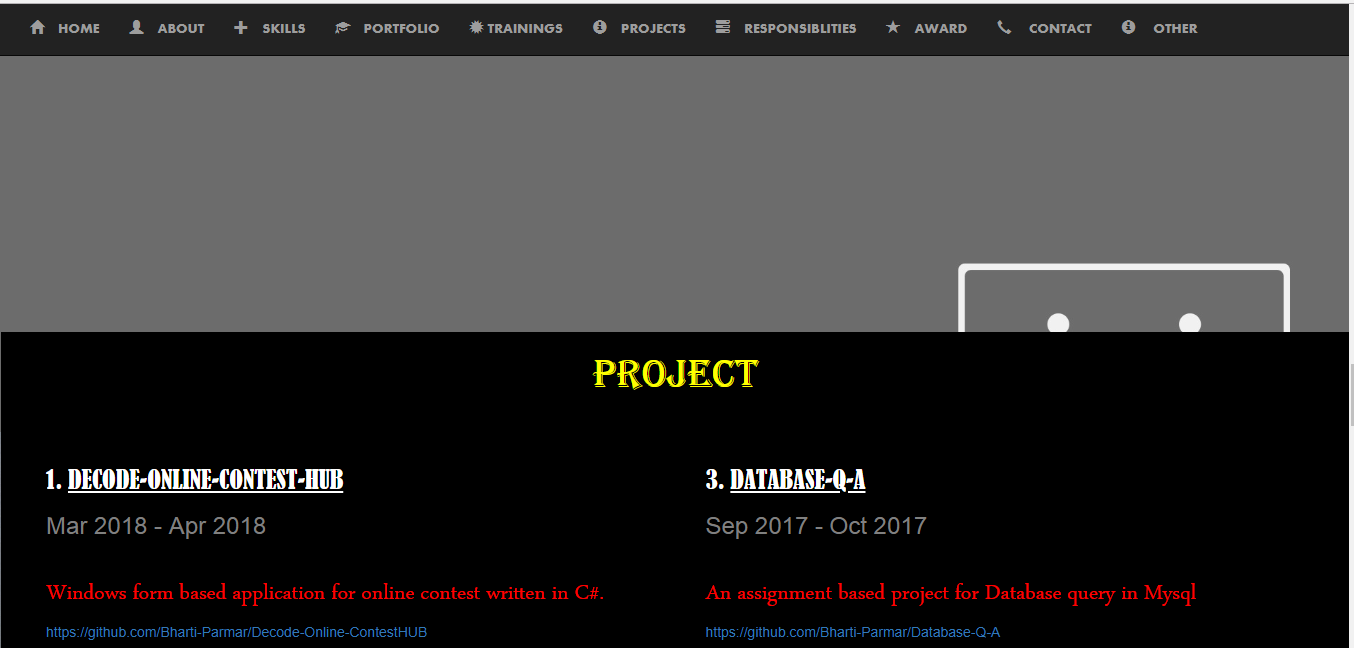 HOME ABOUT SKILLS PORTFOLIO TRAININGS PROJECTS RESPONSIBLITIES AWARD CONTACT OTHER
PROJECT
1. DECODE-ONLINE-CONTEST-HUB
Mar 2018 - Apr 2018
Windows form based application for online contest written in C#.
https://github.com/Bharti-Parmar/Decode-Online-ContestHUB
3. DATABASE-Q-A
Sep 2017 - Oct 2017
An assignment based project for Database query in Mysql
https://github.com/Bharti-Parmar/Database-Q-A